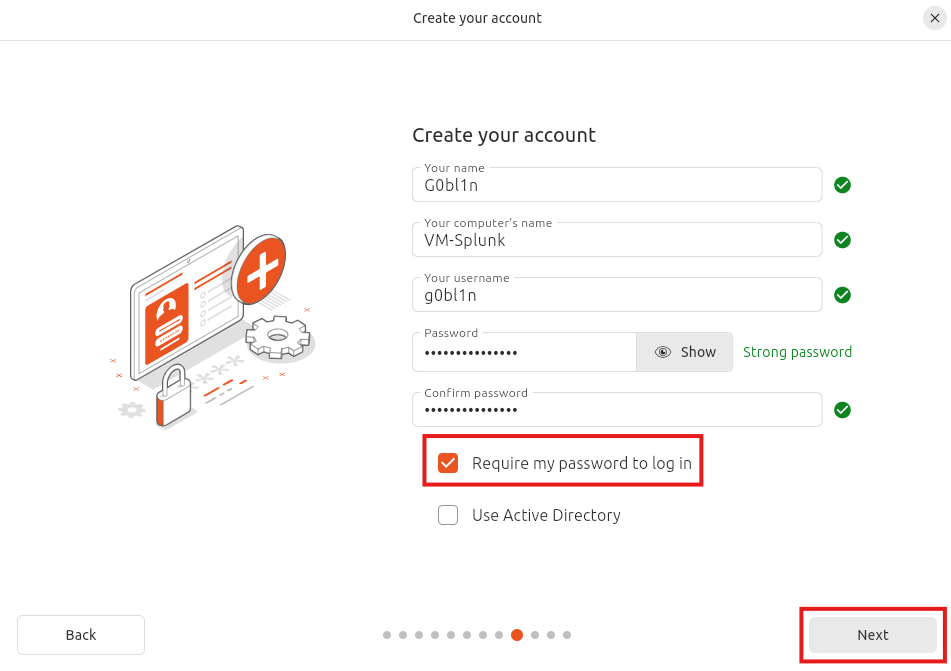 Create your account
Create your account
Your name
G0bl1n
Your computer's name
VM-Splunk
Your username
g0bl1n
Password
•••••••••••••••
Show
Strong password
Confirm password
•••••••••••••••
Require my password to log in
Use Active Directory
Back
Next